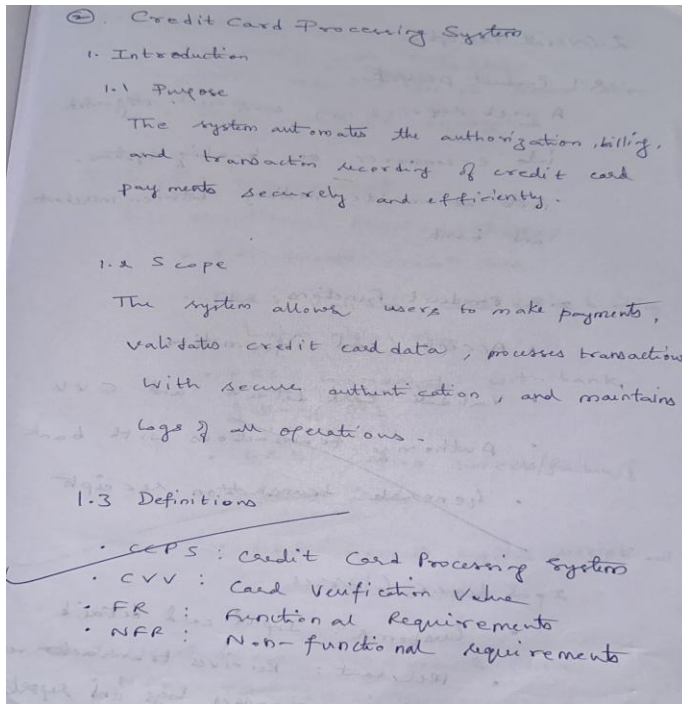 ②. Credit Card Processing System
1. Introduction
1.1 Purpose
The system automates the authorization, billing,
and transaction recording of credit card
payments securely and efficiently.
1.2 Scope
The system allows users to make payments,
validates credit card data, processes transactions
with secure authentication, and maintains
logs of all operations.
1.3 Definitions
• CCPS : Credit Card Processing System
• CVV : Card Verification Value
• FR : Functional Requirements
• NFR : Non-functional requirements